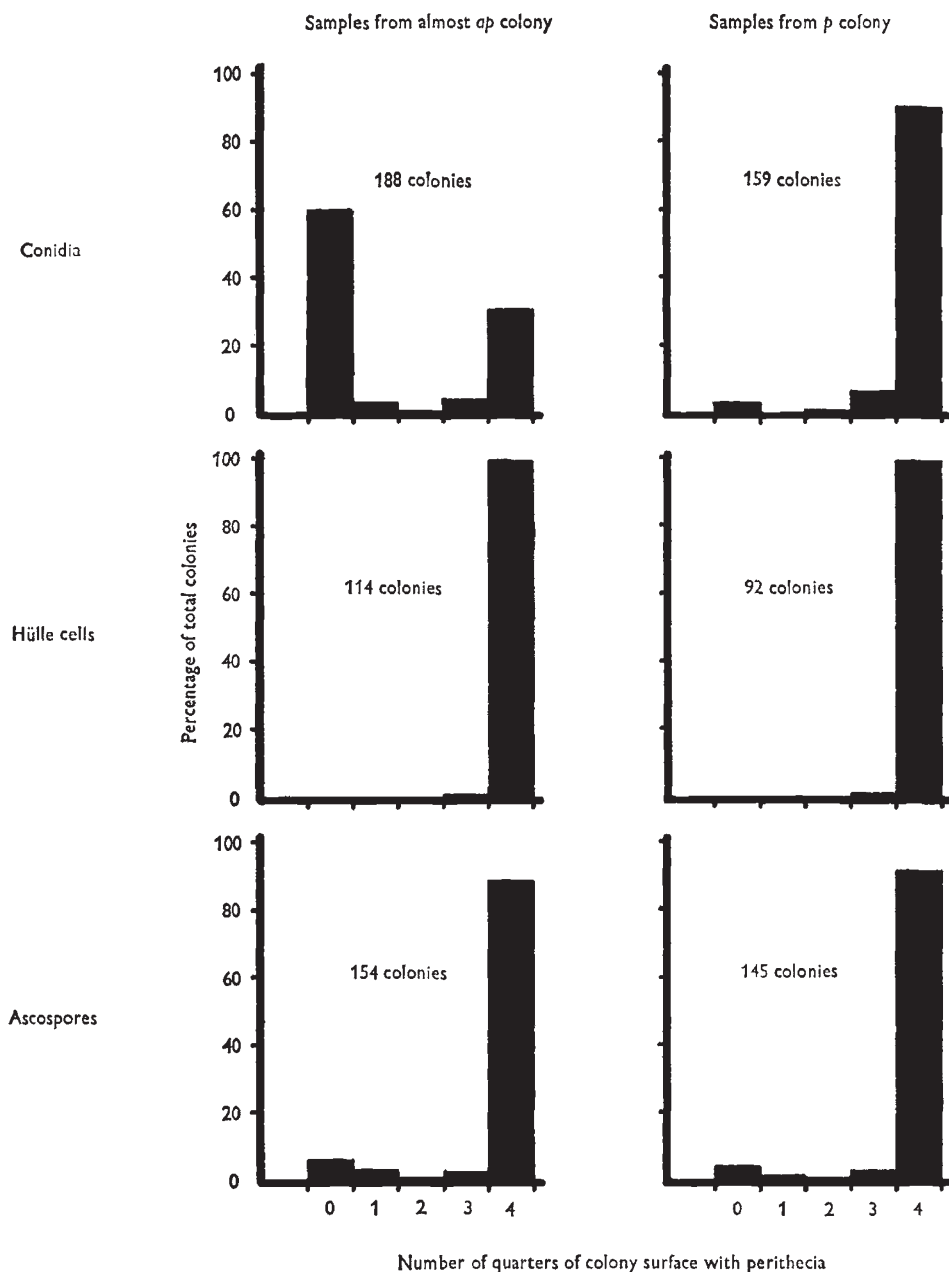 Samples from almost ap colony
Samples from p colony
100
80
60
40
20
0
188 colonies
159 colonies
Conidia
100
80
60
40
20
0
114 colonies
92 colonies
Hülle cells
Percentage of total colonies
100
80
60
40
20
0
154 colonies
145 colonies
Ascospores
0 1 2 3 4
0 1 2 3 4
Number of quarters of colony surface with perithecia